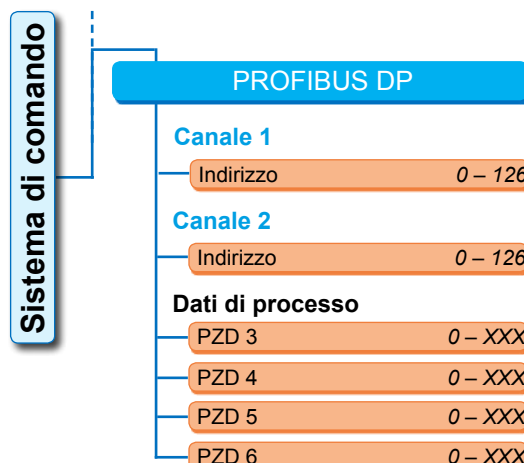 Sistema di comando
PROFIBUS DP
Canale 1
Indirizzo 0 – 126
Canale 2
Indirizzo 0 – 126
Dati di processo
PZD 3 0 – XXX
PZD 4 0 – XXX
PZD 5 0 – XXX
PZD 6 0 – XXX